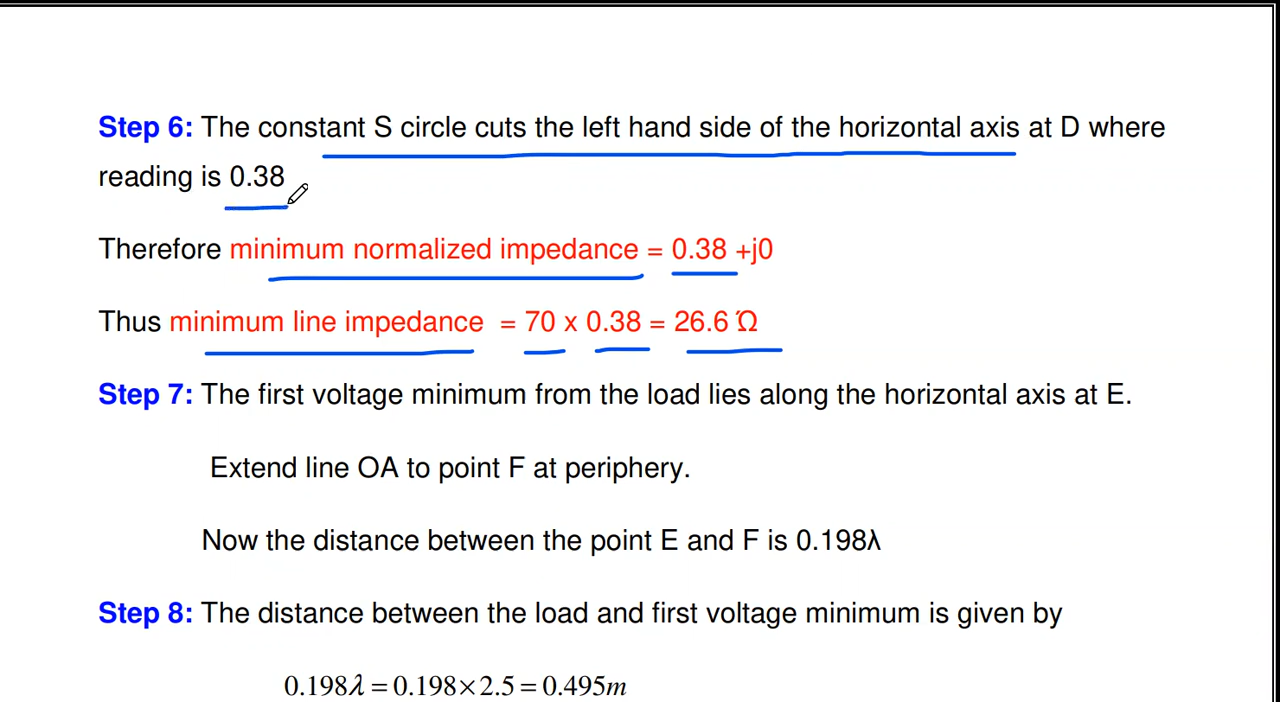 Step 6: The constant S circle cuts the left hand side of the horizontal axis at D where
reading is 0.38
Therefore minimum normalized impedance = 0.38 +j0
Thus minimum line impedance = 70 x 0.38 = 26.6 Ω
Step 7: The first voltage minimum from the load lies along the horizontal axis at E.
Extend line OA to point F at periphery.
Now the distance between the point E and F is 0.198λ
Step 8: The distance between the load and first voltage minimum is given by
0.198λ = 0.198×2.5 = 0.495m